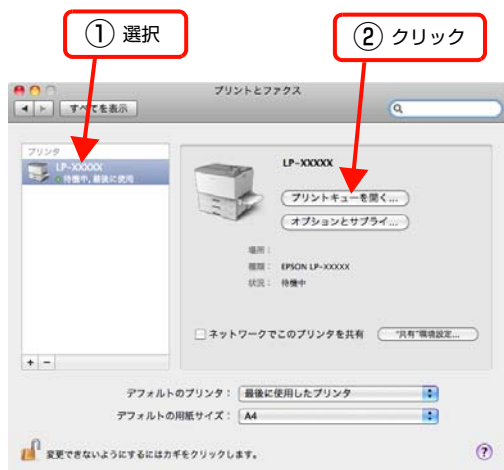 ① 選択
② クリック
プリントとファクス
すべてを表示
プリンタ
LP-XXXXX
待機中, 最後に使用
LP-XXXXX
プリントキューを開く...
オプションとサプライ...
場所：
種類： EPSON LP-XXXXX
状況： 待機中
ネットワークでこのプリンタを共有
"共有"環境設定...
+ −
デフォルトのプリンタ： 最後に使用したプリンタ
デフォルトの用紙サイズ： A4
変更できないようにするにはカギをクリックします。
?